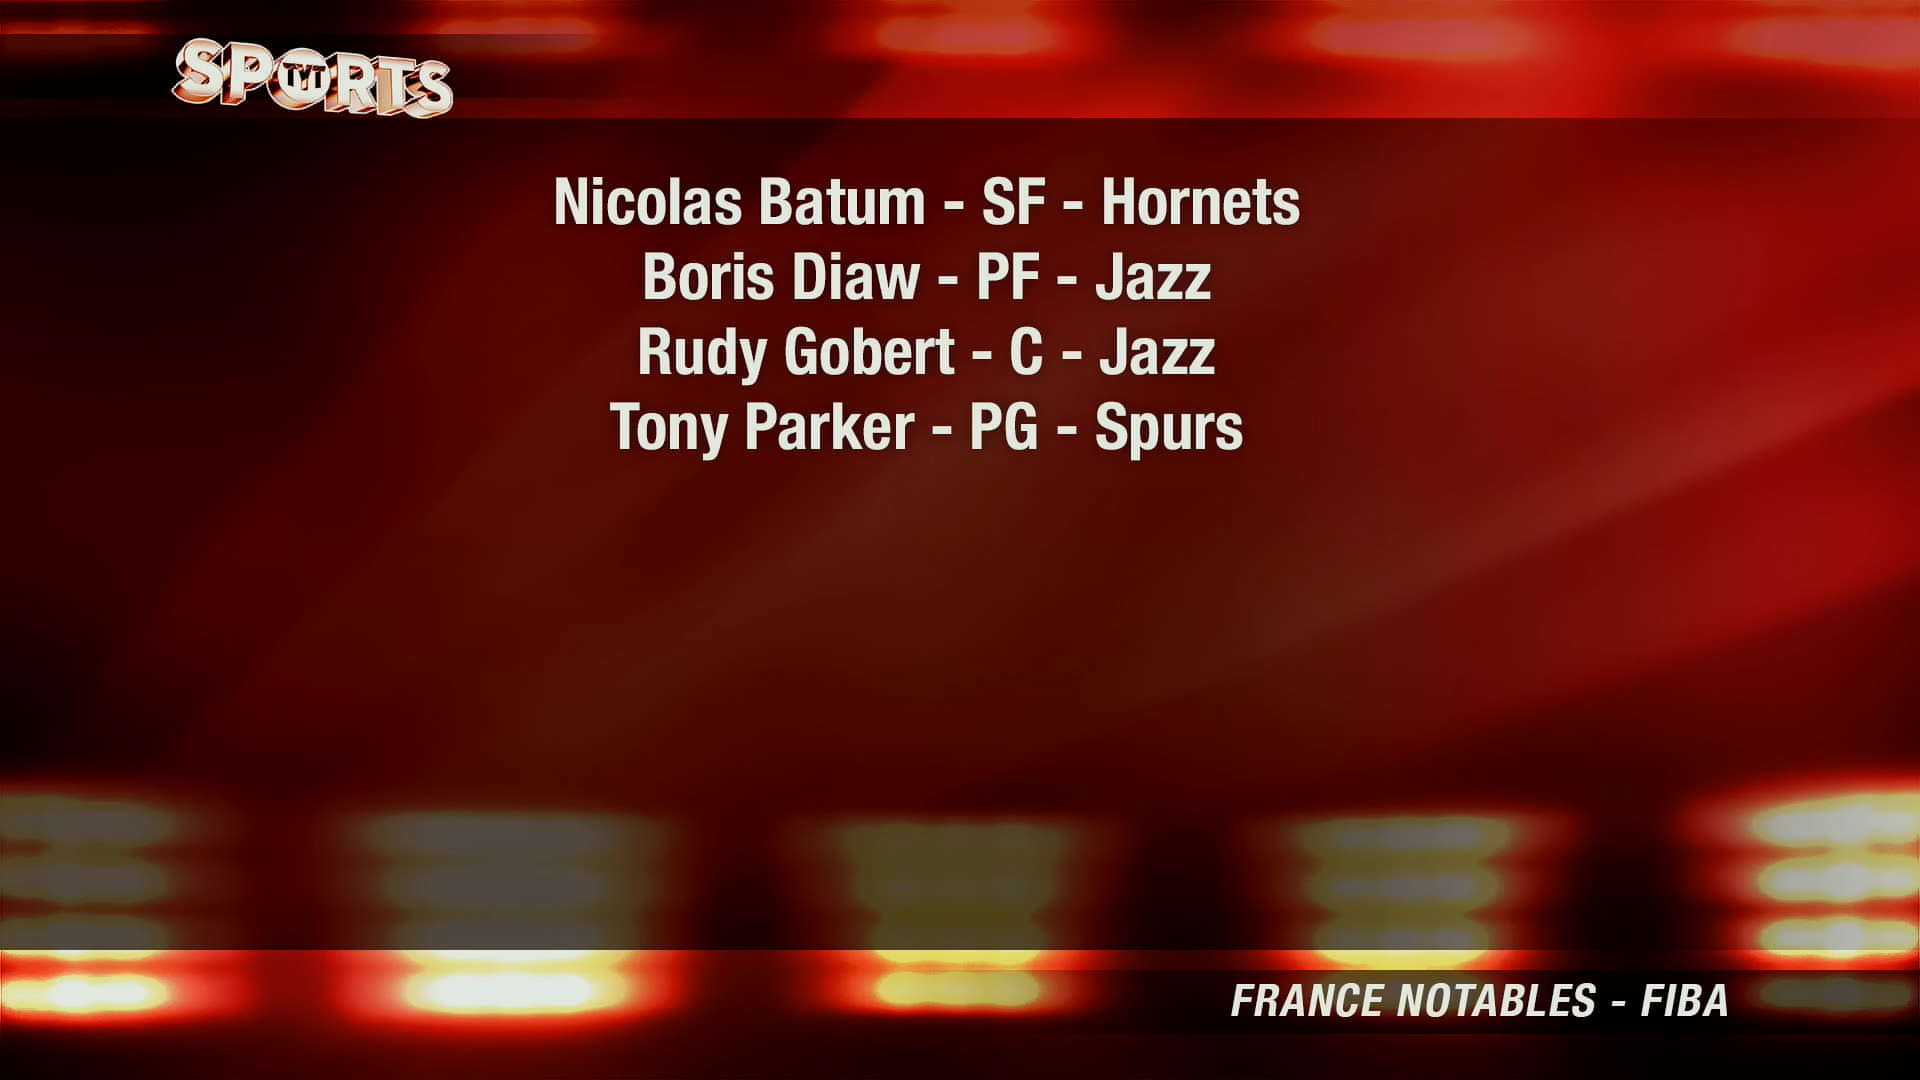 SPORTS
TYT
Nicolas Batum - SF - Hornets
Boris Diaw - PF - Jazz
Rudy Gobert - C - Jazz
Tony Parker - PG - Spurs
FRANCE NOTABLES - FIBA